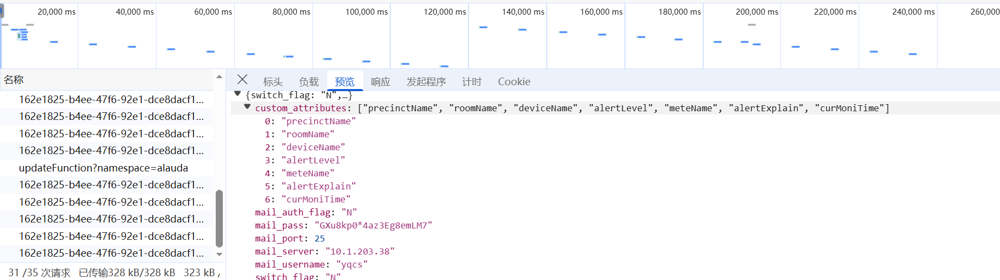 20,000 ms 40,000 ms 60,000 ms 80,000 ms 100,000 ms 120,000 ms 140,000 ms 160,000 ms 180,000 ms 200,000 ms 220,000 ms 240,000 ms 260,000
名称
162e1825-b4ee-47f6-92e1-dce8dacf1...
162e1825-b4ee-47f6-92e1-dce8dacf1...
162e1825-b4ee-47f6-92e1-dce8dacf1...
162e1825-b4ee-47f6-92e1-dce8dacf1...
updateFunction?namespace=alauda
162e1825-b4ee-47f6-92e1-dce8dacf1...
162e1825-b4ee-47f6-92e1-dce8dacf1...
162e1825-b4ee-47f6-92e1-dce8dacf1...
162e1825-b4ee-47f6-92e1-dce8dacf1...
162e1825-b4ee-47f6-92e1-dce8dacf1...
31 /35 次请求 已传输328 kB/328 kB 323 kB /
标头 负载 预览 响应 发起程序 计时 Cookie
{switch_flag: "N",…}
custom_attributes: ["precinctName", "roomName", "deviceName", "alertLevel", "meteName", "alertExplain", "curMoniTime"]
0: "precinctName"
1: "roomName"
2: "deviceName"
3: "alertLevel"
4: "meteName"
5: "alertExplain"
6: "curMoniTime"
mail_auth_flag: "N"
mail_pass: "GXu8kp0*4az3Eg8emLM7"
mail_port: 25
mail_server: "10.1.203.38"
mail_username: "yqcs"
switch_flag: "N"